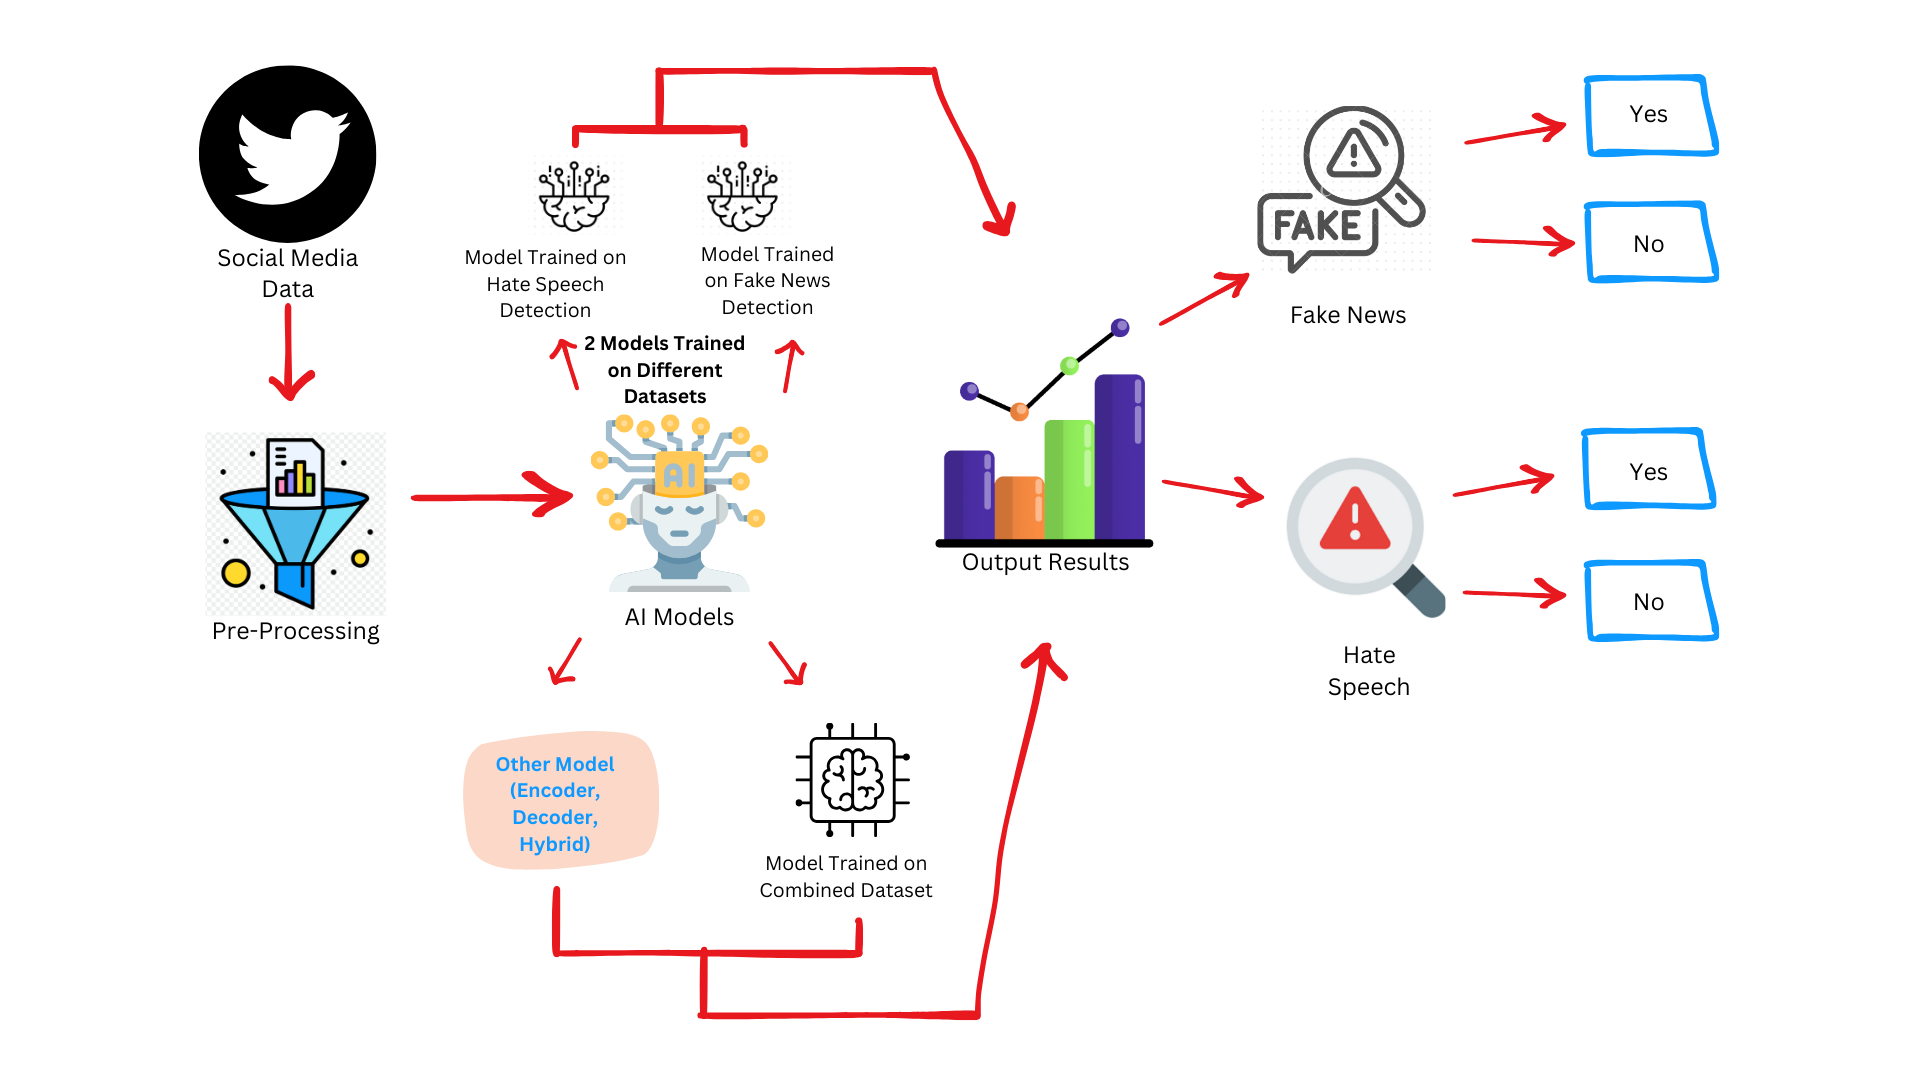 Social Media
Data
Pre-Processing
Model Trained on
Hate Speech
Detection
Model Trained
on Fake News
Detection
2 Models Trained
on Different
Datasets
AI
AI Models
Other Model
(Encoder,
Decoder,
Hybrid)
Model Trained on
Combined Dataset
Output Results
FAKE
Fake News
Yes
No
Hate
Speech
Yes
No